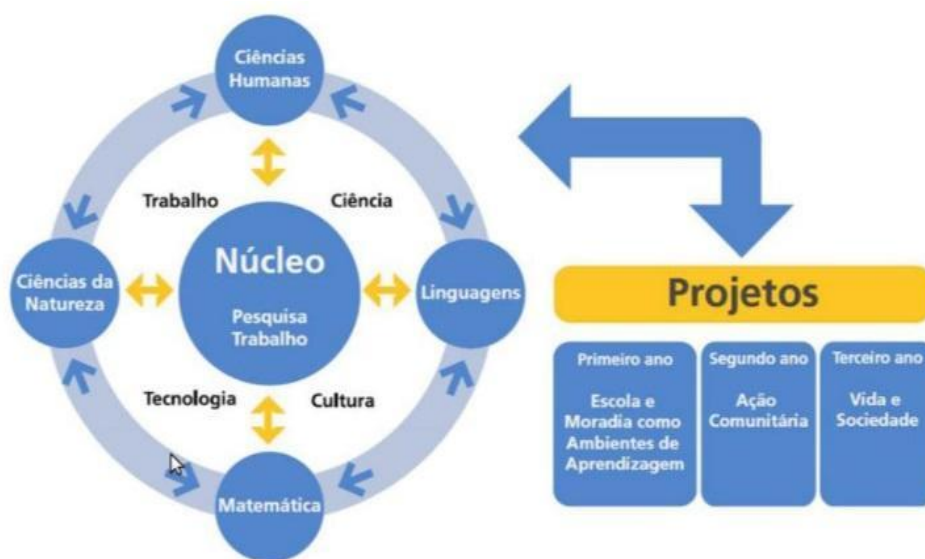 Ciências
Humanas
Trabalho
Ciência
Ciências da
Natureza
Núcleo
Pesquisa
Trabalho
Linguagens
Tecnologia
Cultura
Matemática
Projetos
Primeiro ano
Escola e
Moradia como
Ambientes de
Aprendizagem
Segundo ano
Ação
Comunitária
Terceiro ano
Vida e
Sociedade